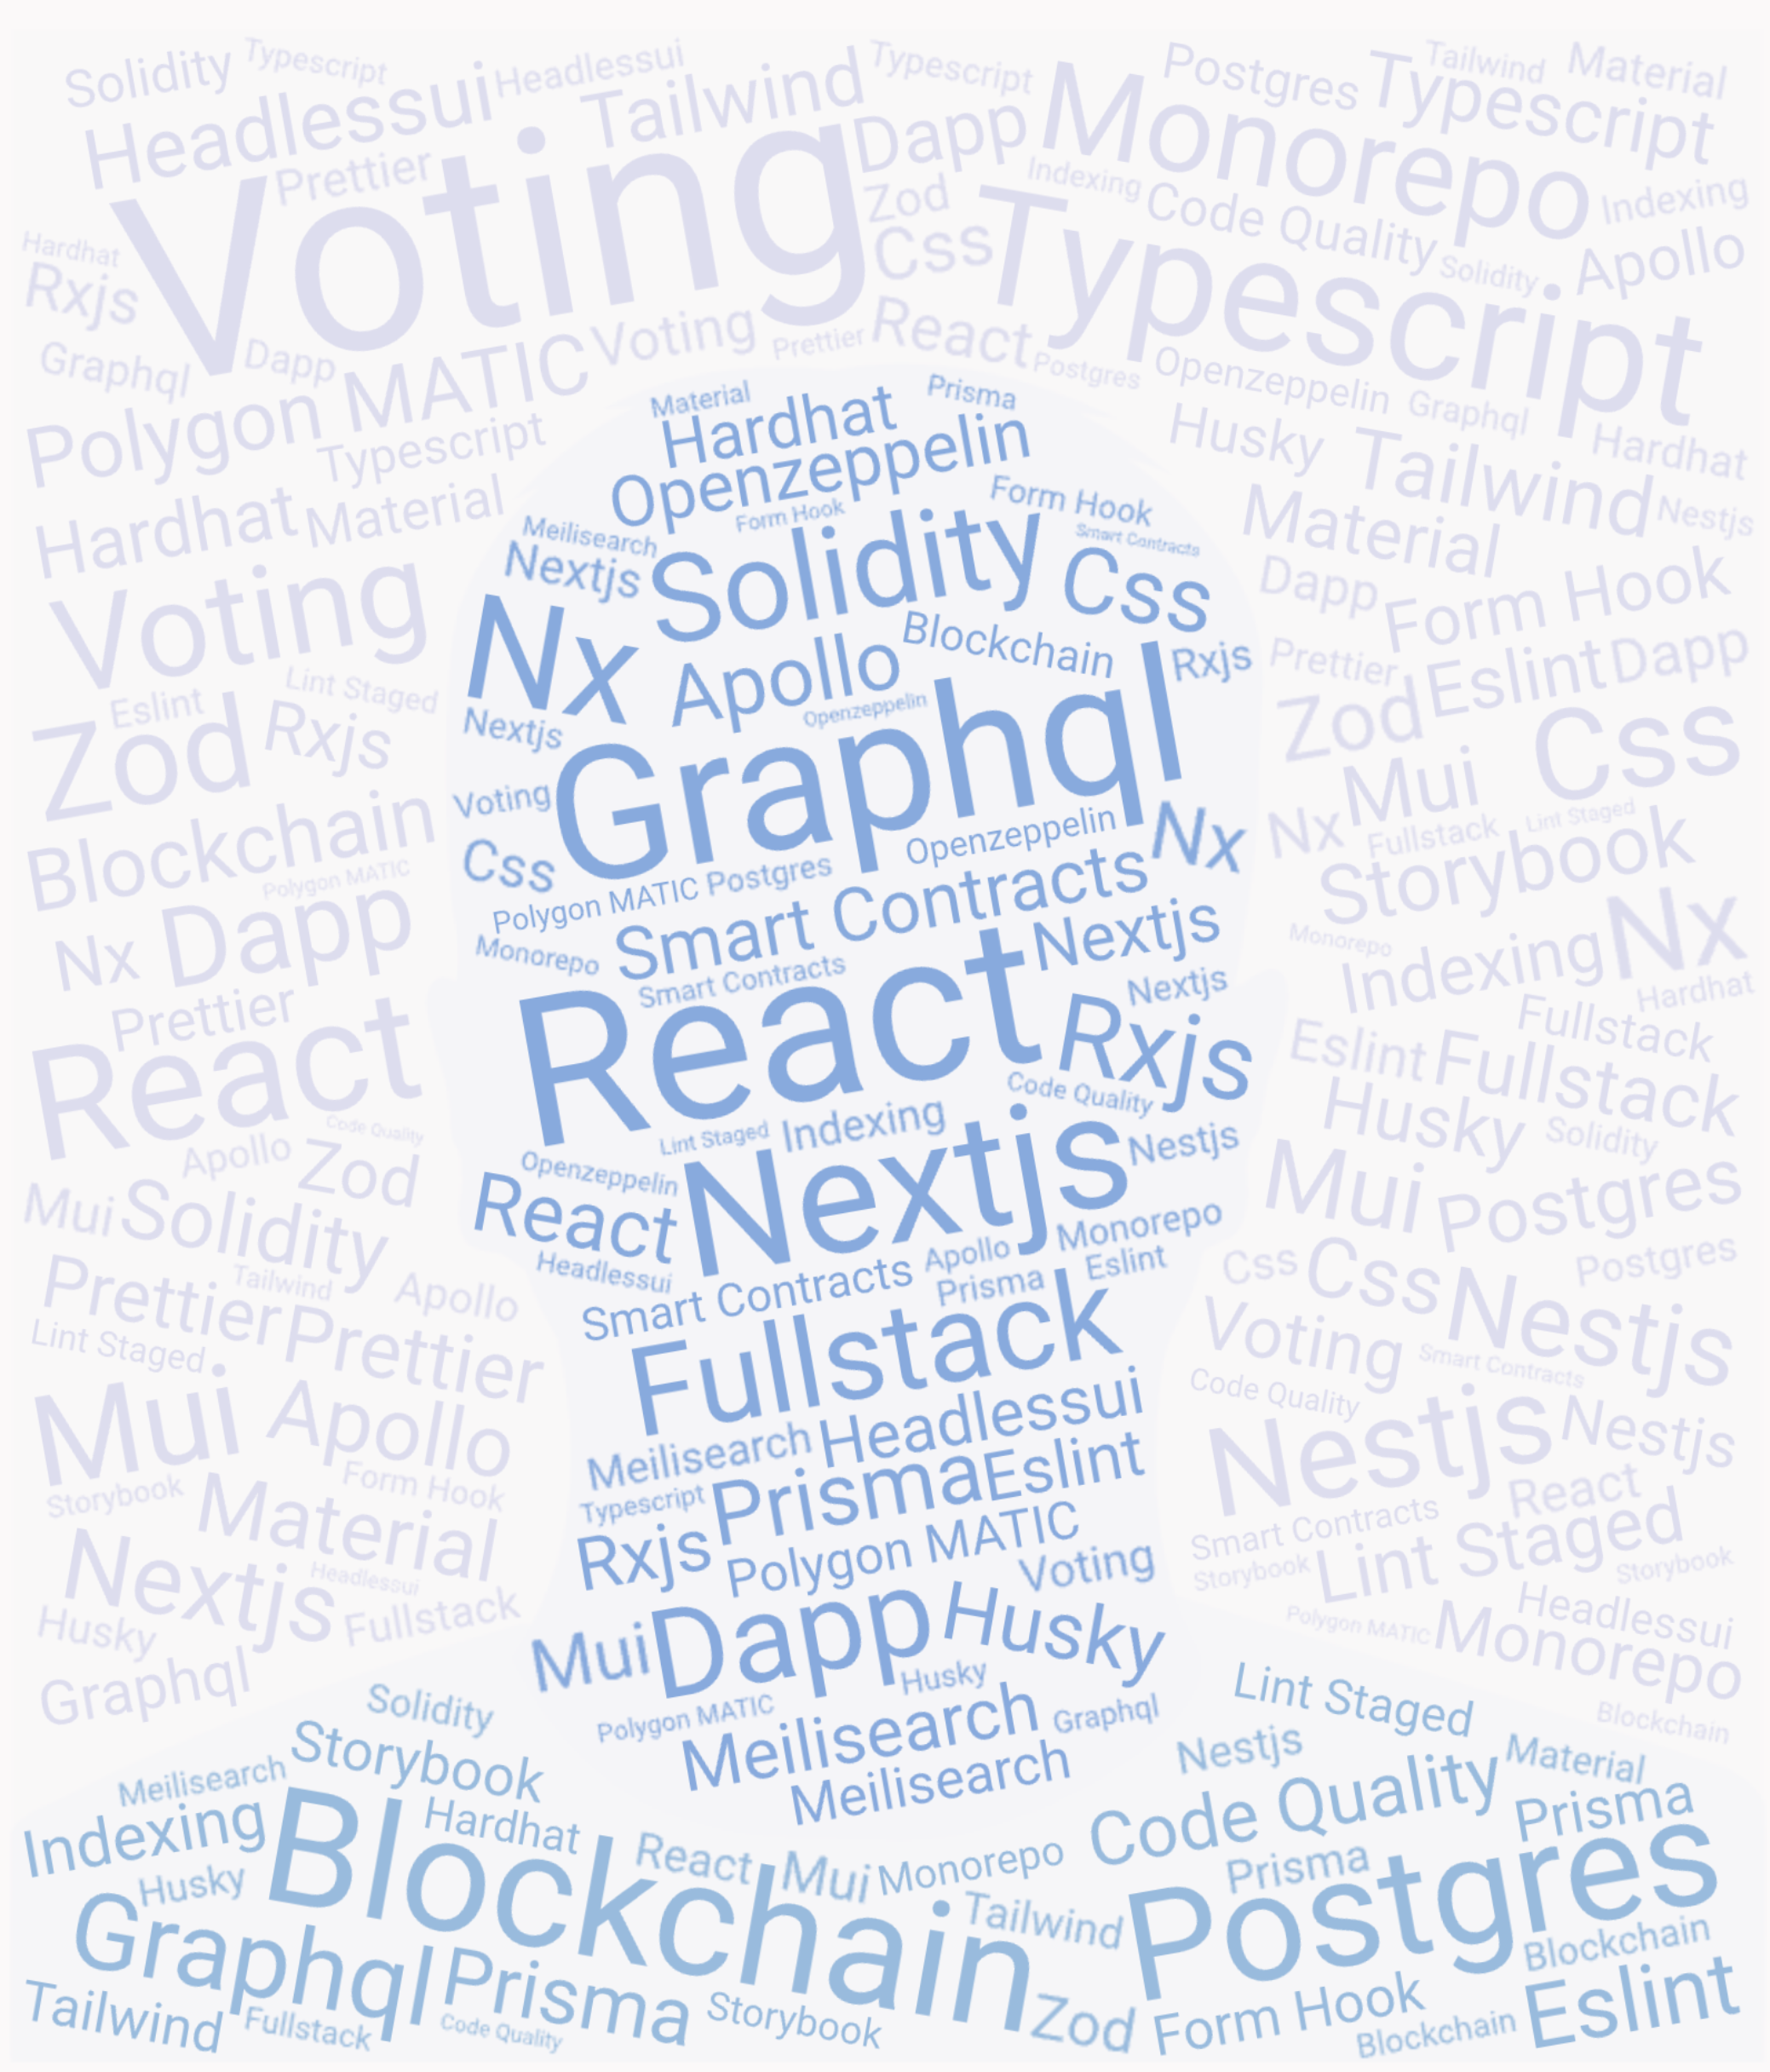 Solidity
Typescript
Headlessui
Headlessui
Tailwind
Typescript
Postgres
Typescript
Tailwind
Material
Prettier
Voting
Dapp
Monorepo
Indexing
Zod
Code Quality
Indexing
Css
Typescript
Solidity
Apollo
Hardhat
Rxjs
Graphql
Dapp
Polygon MATIC
Voting
Prettier
React
Postgres
Openzeppelin
Graphql
Typescript
Husky
Tailwind
Hardhat
Nestjs
Hardhat
Material
Material
Dapp
Form Hook
Voting
Lint Staged
Eslint
Zod
Rxjs
Prettier
Eslint
Dapp
Zod
Css
Mui
Blockchain
Polygon MATIC
Nx
Fullstack
Lint Staged
Storybook
Nx
Dapp
Monorepo
Indexing
Nx
Hardhat
Prettier
React
Fullstack
Eslint
Fullstack
Code Quality
Husky
Solidity
Apollo
Zod
Mui
Postgres
Mui
Solidity
Css
Css
Postgres
Prettier
Tailwind
Apollo
Nestjs
Lint Staged
Prettier
Voting
Smart Contracts
Mui
Apollo
Code Quality
Nestjs
Nestjs
Storybook
Form Hook
React
Material
Smart Contracts
Lint Staged
Nextjs
Headlessui
Storybook
Storybook
Husky
Fullstack
Polygon MATIC
Headlessui
Monorepo
Graphql
Blockchain
Material
Hardhat
Prisma
Openzeppelin
Form Hook
Form Hook
Meilisearch
Smart Contracts
Nextjs
Solidity
Css
Nx
Apollo
Blockchain
Rxjs
Nextjs
Openzeppelin
Graphql
Voting
Css
Openzeppelin
Nx
Polygon MATIC
Postgres
Smart Contracts
Monorepo
Smart Contracts
Nextjs
React
Nextjs
Rxjs
Code Quality
Lint Staged
Indexing
Nestjs
Openzeppelin
React
Nextjs
Monorepo
Headlessui
Apollo
Eslint
Smart Contracts
Prisma
Fullstack
Meilisearch
Headlessui
Typescript
Prisma
Eslint
Rxjs
Polygon MATIC
Voting
Mui
Dapp
Husky
Husky
Polygon MATIC
Meilisearch
Graphql
Meilisearch
Solidity
Lint Staged
Storybook
Nestjs
Material
Meilisearch
Indexing
Hardhat
Code Quality
Prisma
Husky
Blockchain
React
Mui
Monorepo
Prisma
Postgres
Graphql
Tailwind
Blockchain
Prisma
Tailwind
Fullstack
Code Quality
Storybook
Zod
Form Hook
Blockchain
Eslint